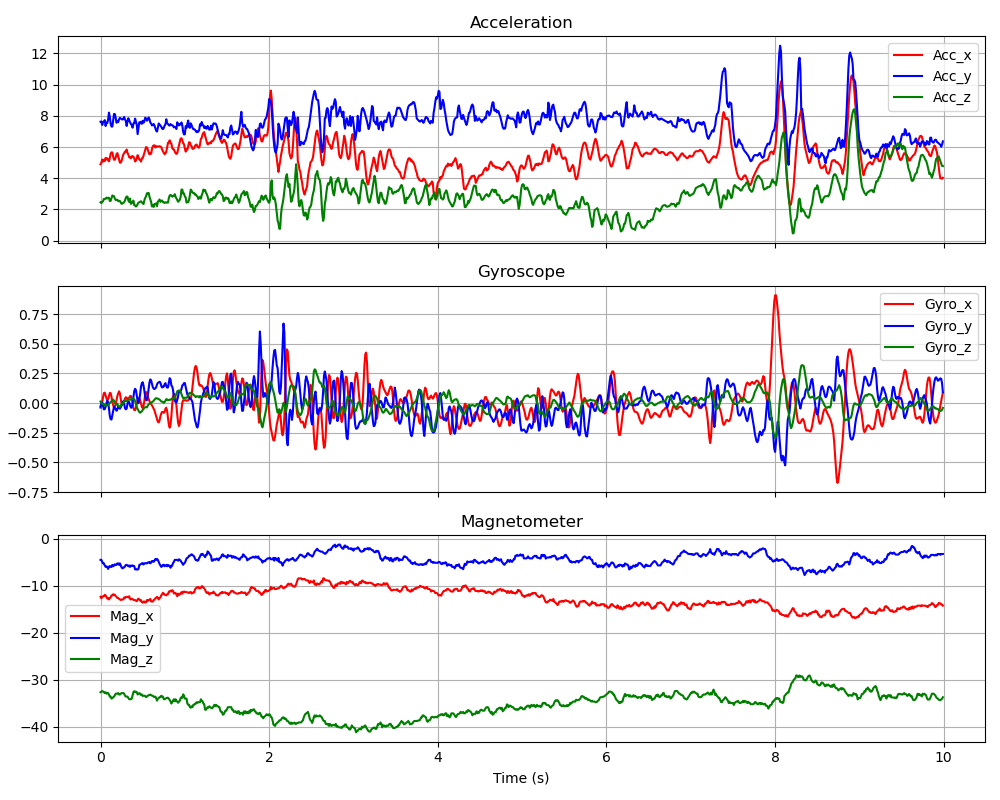 Acceleration
12
10
8
6
4
2
0
Acc_x
Acc_y
Acc_z
Gyroscope
0.75
0.50
0.25
0.00
−0.25
−0.50
−0.75
Gyro_x
Gyro_y
Gyro_z
Magnetometer
0
−10
−20
−30
−40
Mag_x
Mag_y
Mag_z
0 2 4 6 8 10
Time (s)